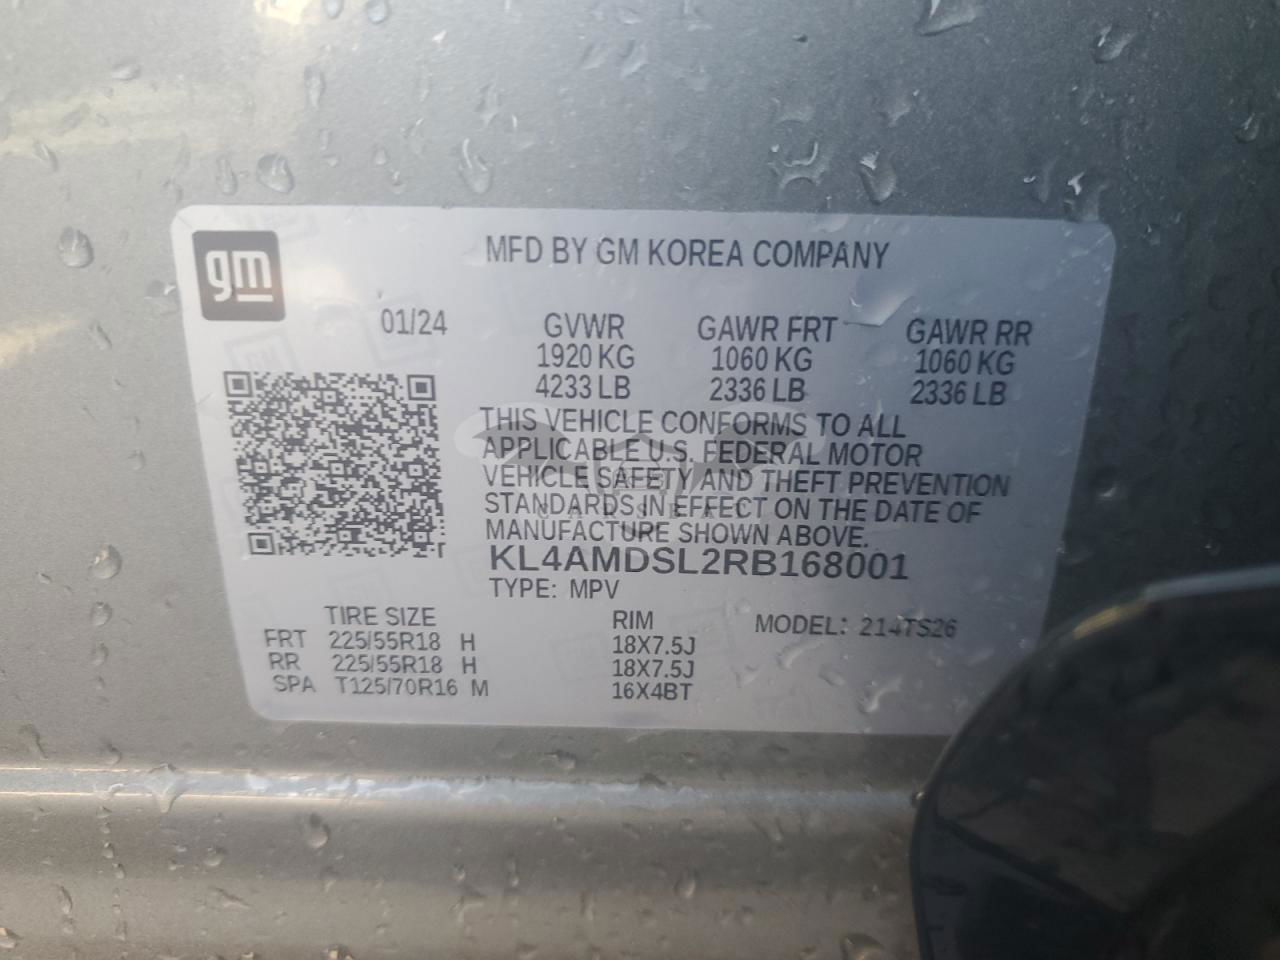 gm
MFD BY GM KOREA COMPANY
01/24 GVWR GAWR FRT GAWR RR
1920 KG 1060 KG 1060 KG
4233 LB 2336 LB 2336 LB
THIS VEHICLE CONFORMS TO ALL
APPLICABLE U.S. FEDERAL MOTOR
VEHICLE SAFETY AND THEFT PREVENTION
STANDARDS IN EFFECT ON THE DATE OF
MANUFACTURE SHOWN ABOVE.
KL4AMDSL2RB168001
TYPE: MPV
TIRE SIZE RIM MODEL: 214TS26
FRT 225/55R18 H 18X7.5J
RR 225/55R18 H 18X7.5J
SPA T125/70R16 M 16X4BT